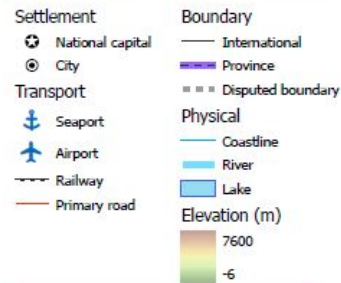 Settlement
National capital
City
Transport
Seaport
Airport
Railway
Primary road
Boundary
International
Province
Disputed boundary
Physical
Coastline
River
Lake
Elevation (m)
7600
-6